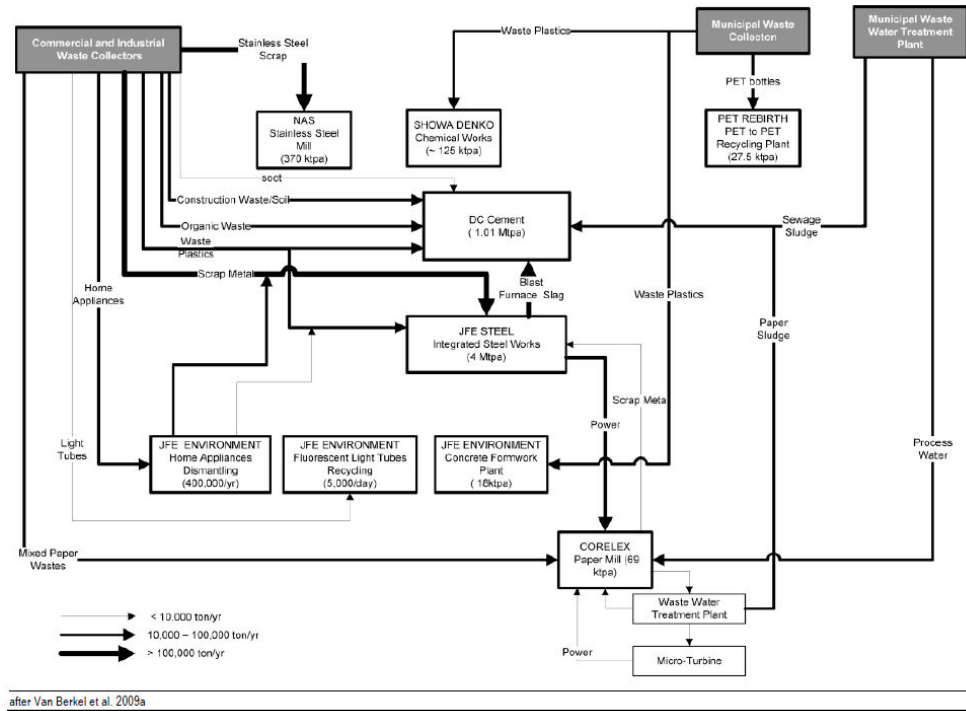 Commercial and Industrial
Waste Collectors
Stainless Steel
Scrap
Waste Plastics
Municipal Waste
Collecton
Municipal Waste
Water Treatment
Plant
PET bottles
NAS
Stainless Steel
Mill
(370 ktpa)
SHOWA DENKO
Chemical Works
(~ 125 ktpa)
PET REBIRTH
PET to PET
Recycling Plant
(27.5 kipa)
soct
Construction Waste/Soil
Organic Waste
Waste
Plastics
Scrap Metal
DC Cement
( 1.01 Mtpa)
Sewage
Sludge
Home
Appliances
Blast
Furnace Slag
Waste Plastics
JFE STEEL
Integrated Steel Works
(4 Mtpa)
Paper
Sludge
Scrap Meta
Power
Light
Tubes
JFE ENVIRONMENT
Home Appliances
Dismantling
(400,000/yr)
JFE ENVIRONMENT
Fluorescent Light Tubes
Recycling
(5,000/day)
JFE ENVIRONMENT
Concrete Formwork
Plant
( 18ktpa)
Process
Water
Mixed Paper
Wastes
CORELEX
Paper Mill (69
ktpa)
Waste Water
Treatment Plant
Power
Micro-Turbine
< 10.000 ton/yr
10,000 – 100,000 ton/yr
> 100,000 ton/yr
after Van Berkel et al. 2009a